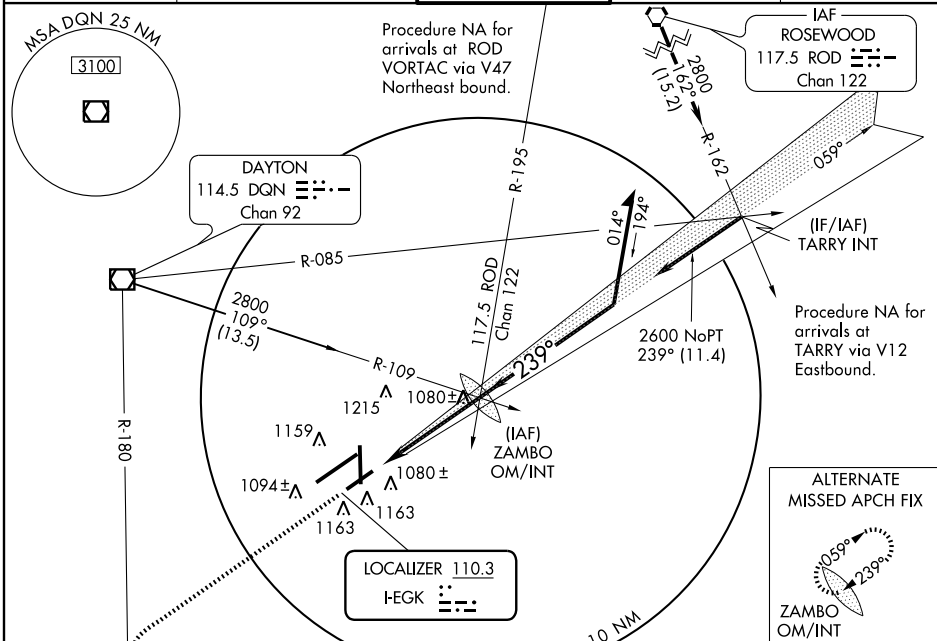 MSA DQN 25 NM
3100
Procedure NA for
arrivals at ROD
VORTAC via V47
Northeast bound.
IAF
ROSEWOOD
117.5 ROD
Chan 122
2800
162°
(15.2)
R-162
R-195
059°
DAYTON
114.5 DQN
Chan 92
014°
194°
(IF/IAF)
TARRY INT
R-085
117.5 ROD
Chan 122
2800
109°
(13.5)
R-109
239°
2600 NoPT
239° (11.4)
Procedure NA for
arrivals at
TARRY via V12
Eastbound.
R-180
1215
1080±
(IAF)
ZAMBO
OM/INT
1159
1094±
1080±
1163
1163
LOCALIZER 110.3
I-EGK
ALTERNATE
MISSED APCH FIX
059°
239°
ZAMBO
OM/INT
10 NM